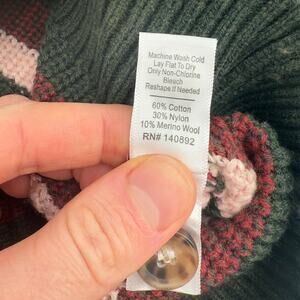 Machine Wash Cold
Lay Flat To Dry
Only Non-Chlorine
Bleach
Reshape If Needed
60% Cotton
30% Nylon
10% Merino Wool
RN# 140892